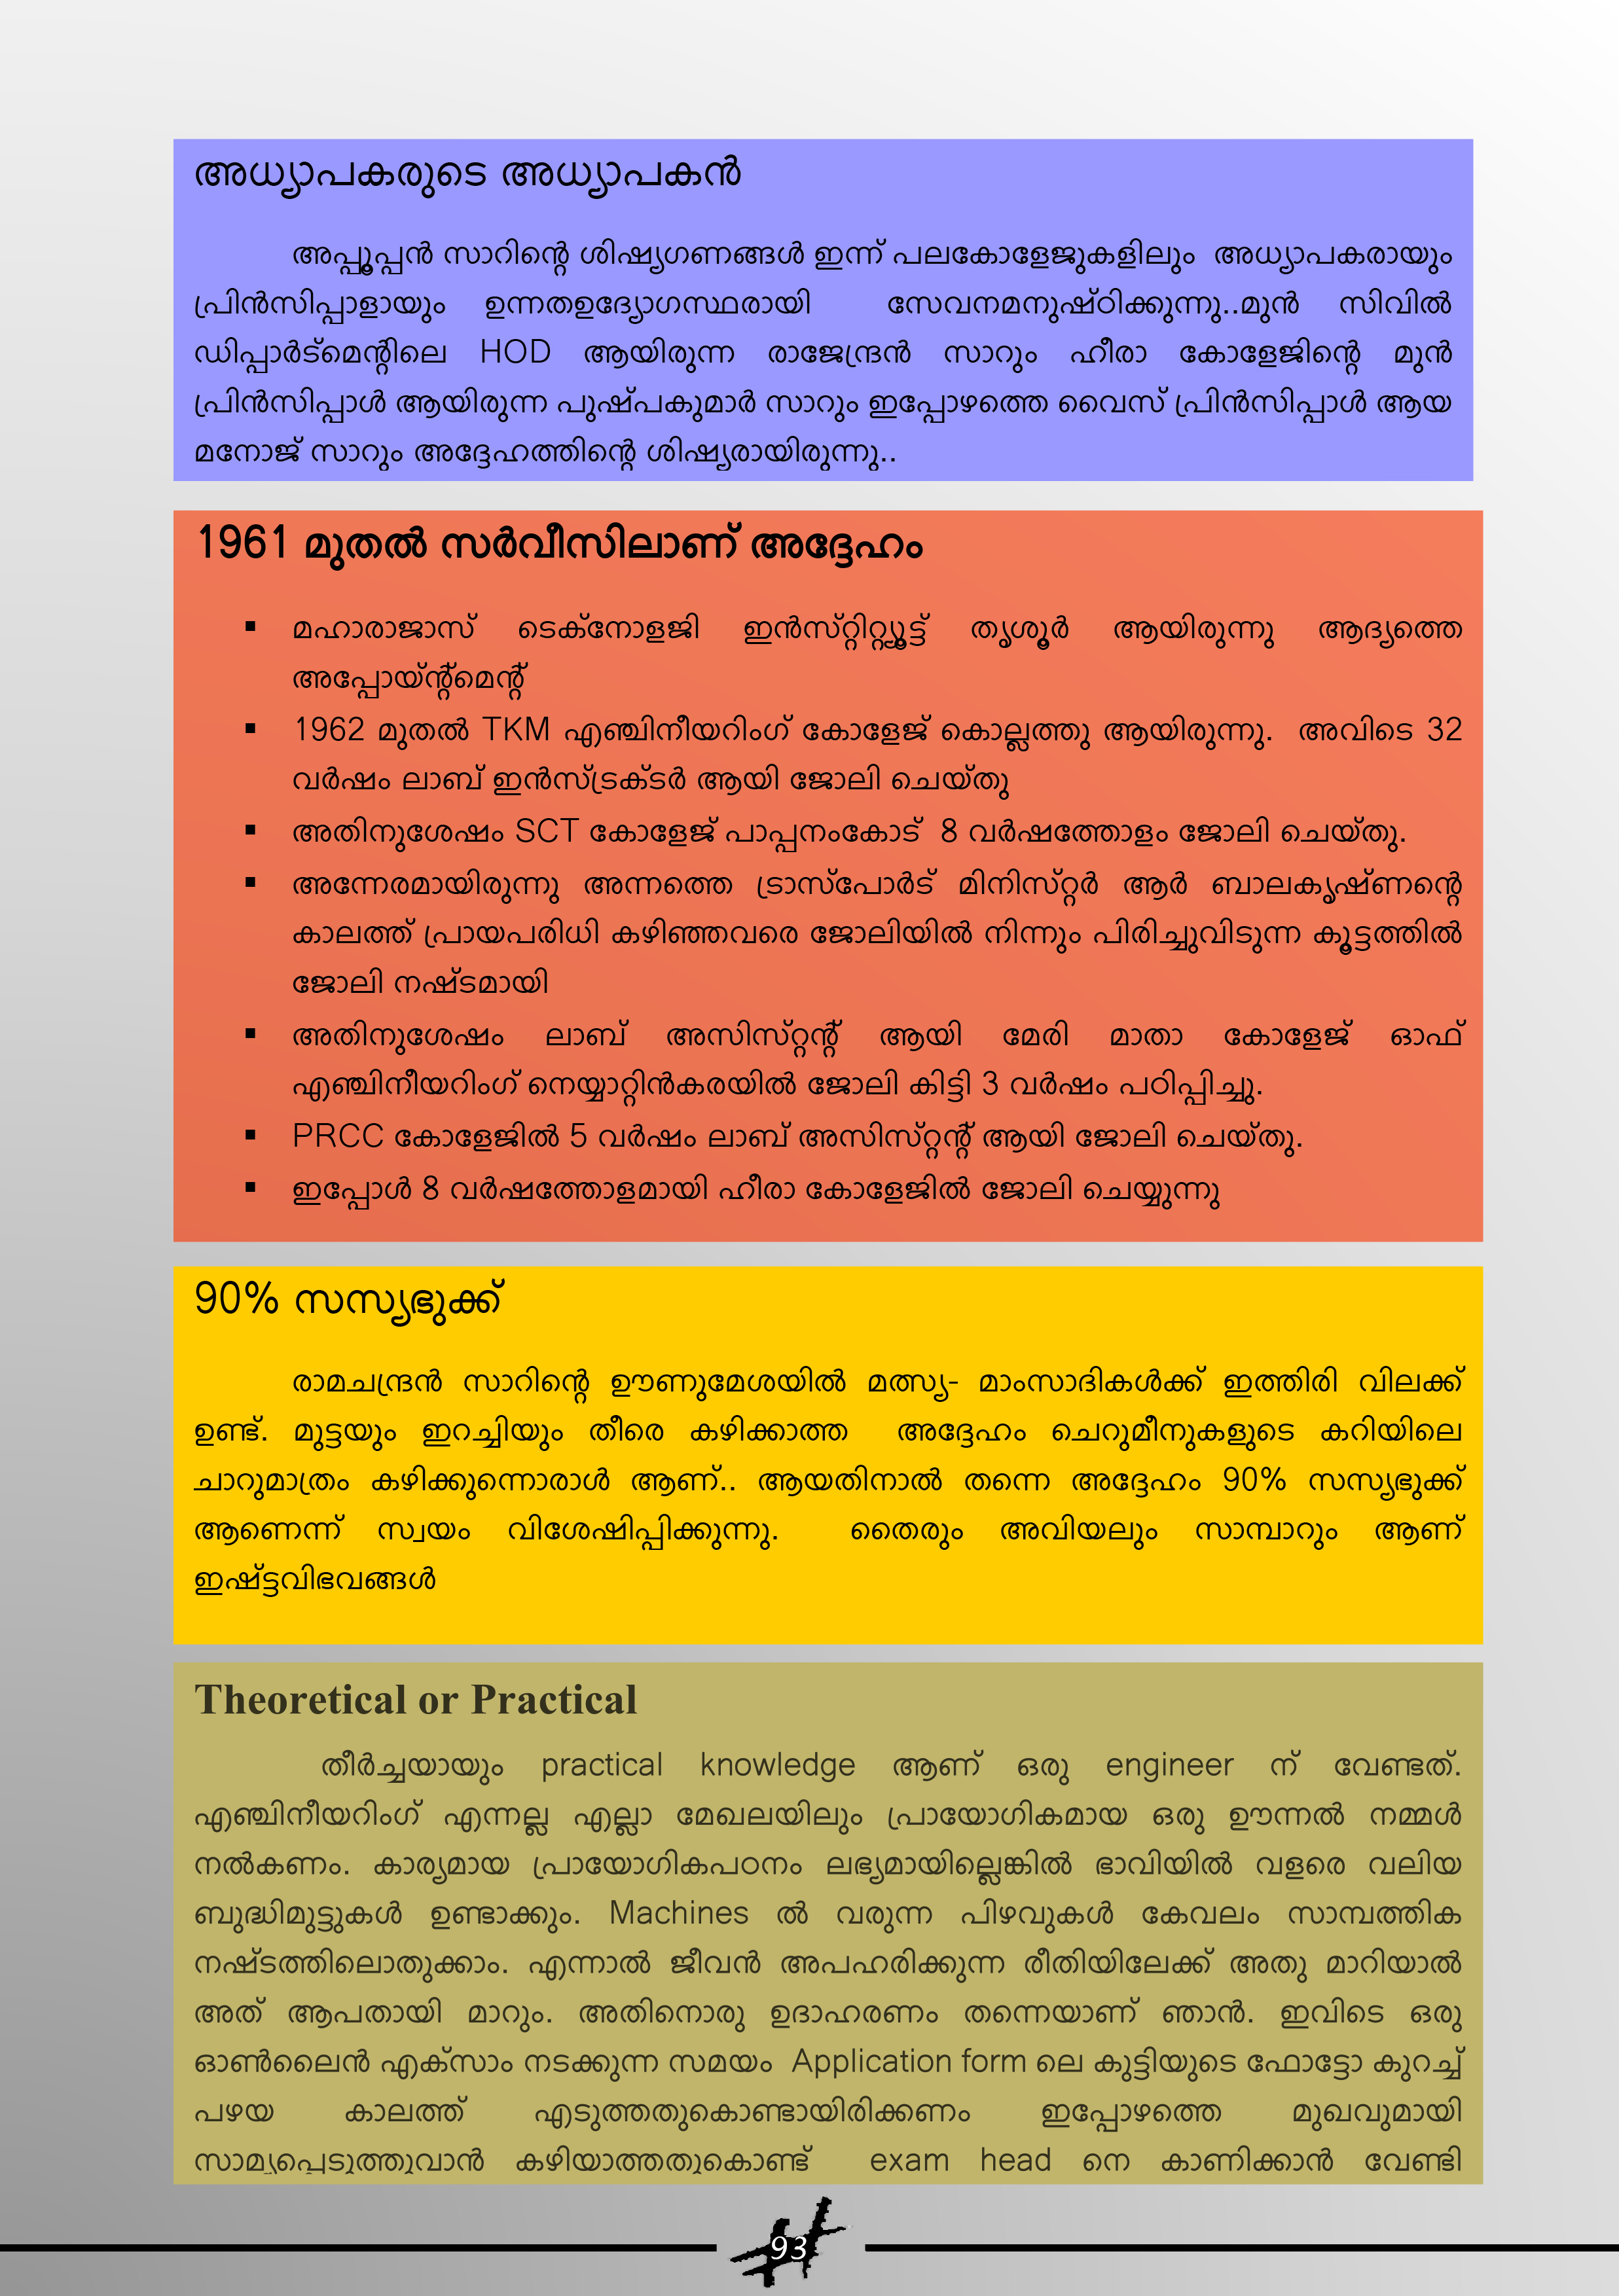 അധ്യാപകരുടെ അധ്യാപകൻ
അപ്പൂപ്പൻ സാറിന്റെ ശിഷ്യഗണങ്ങൾ ഇന്ന് പലകോളേജുകളിലും അധ്യാപകരായും
പ്രിൻസിപ്പാളായും ഉന്നതഉദ്യോഗസ്ഥരായി സേവനമനുഷ്ഠിക്കുന്നു..മുൻ സിവിൽ
ഡിപ്പാർട്മെന്റിലെ HOD ആയിരുന്ന രാജേന്ദ്രൻ സാറും ഹീരാ കോളേജിന്റെ മുൻ
പ്രിൻസിപ്പാൾ ആയിരുന്ന പുഷ്പകുമാർ സാറും ഇപ്പോഴത്തെ വൈസ് പ്രിൻസിപ്പാൾ ആയ
മനോജ് സാറും അദ്ദേഹത്തിന്റെ ശിഷ്യരായിരുന്നു..
1961 മുതൽ സർവീസിലാണ് അദ്ദേഹം
▪ മഹാരാജാസ് ടെക്നോളജി ഇൻസ്റ്റിറ്റ്യൂട്ട് തൃശൂർ ആയിരുന്നു ആദ്യത്തെ
അപ്പോയ്ന്റ്മെന്റ്
▪ 1962 മുതൽ TKM എഞ്ചിനീയറിംഗ് കോളേജ് കൊല്ലത്തു ആയിരുന്നു. അവിടെ 32
വർഷം ലാബ് ഇൻസ്ട്രക്ടർ ആയി ജോലി ചെയ്തു
▪ അതിനുശേഷം SCT കോളേജ് പാപ്പനംകോട് 8 വർഷത്തോളം ജോലി ചെയ്തു.
▪ അന്നേരമായിരുന്നു അന്നത്തെ ട്രാസ്പോർട് മിനിസ്റ്റർ ആർ ബാലകൃഷ്ണന്റെ
കാലത്ത് പ്രായപരിധി കഴിഞ്ഞവരെ ജോലിയിൽ നിന്നും പിരിച്ചുവിടുന്ന കൂട്ടത്തിൽ
ജോലി നഷ്ടമായി
▪ അതിനുശേഷം ലാബ് അസിസ്റ്റന്റ് ആയി മേരി മാതാ കോളേജ് ഓഫ്
എഞ്ചിനീയറിംഗ് നെയ്യാറ്റിൻകരയിൽ ജോലി കിട്ടി 3 വർഷം പഠിപ്പിച്ചു.
▪ PRCC കോളേജിൽ 5 വർഷം ലാബ് അസിസ്റ്റന്റ് ആയി ജോലി ചെയ്തു.
▪ ഇപ്പോൾ 8 വർഷത്തോളമായി ഹീരാ കോളേജിൽ ജോലി ചെയ്യുന്നു
90% സസ്യഭുക്ക്
രാമചന്ദ്രൻ സാറിന്റെ ഊണുമേശയിൽ മത്സ്യ- മാംസാദികൾക്ക് ഇത്തിരി വിലക്ക്
ഉണ്ട്. മുട്ടയും ഇറച്ചിയും തീരെ കഴിക്കാത്ത അദ്ദേഹം ചെറുമീനുകളുടെ കറിയിലെ
ചാറുമാത്രം കഴിക്കുന്നൊരാൾ ആണ്.. ആയതിനാൽ തന്നെ അദ്ദേഹം 90% സസ്യഭുക്ക്
ആണെന്ന് സ്വയം വിശേഷിപ്പിക്കുന്നു. തൈരും അവിയലും സാമ്പാറും ആണ്
ഇഷ്ട്ടവിഭവങ്ങൾ
Theoretical or Practical
തീർച്ചയായും practical knowledge ആണ് ഒരു engineer ന് വേണ്ടത്.
എഞ്ചിനീയറിംഗ് എന്നല്ല എല്ലാ മേഖലയിലും പ്രായോഗികമായ ഒരു ഊന്നൽ നമ്മൾ
നൽകണം. കാര്യമായ പ്രായോഗികപഠനം ലഭ്യമായില്ലെങ്കിൽ ഭാവിയിൽ വളരെ വലിയ
ബുദ്ധിമുട്ടുകൾ ഉണ്ടാക്കും. Machines ൽ വരുന്ന പിഴവുകൾ കേവലം സാമ്പത്തിക
നഷ്ടത്തിലൊതുക്കാം. എന്നാൽ ജീവൻ അപഹരിക്കുന്ന രീതിയിലേക്ക് അതു മാറിയാൽ
അത് ആപതായി മാറും. അതിനൊരു ഉദാഹരണം തന്നെയാണ് ഞാൻ. ഇവിടെ ഒരു
ഓൺലൈൻ എക്സാം നടക്കുന്ന സമയം Application form ലെ കുട്ടിയുടെ ഫോട്ടോ കുറച്ച്
പഴയ കാലത്ത് എടുത്തതുകൊണ്ടായിരിക്കണം ഇപ്പോഴത്തെ മുഖവുമായി
സാമ്യപ്പെടുത്തുവാൻ കഴിയാത്തതുകൊണ്ട് exam head നെ കാണിക്കാൻ വേണ്ടി
93